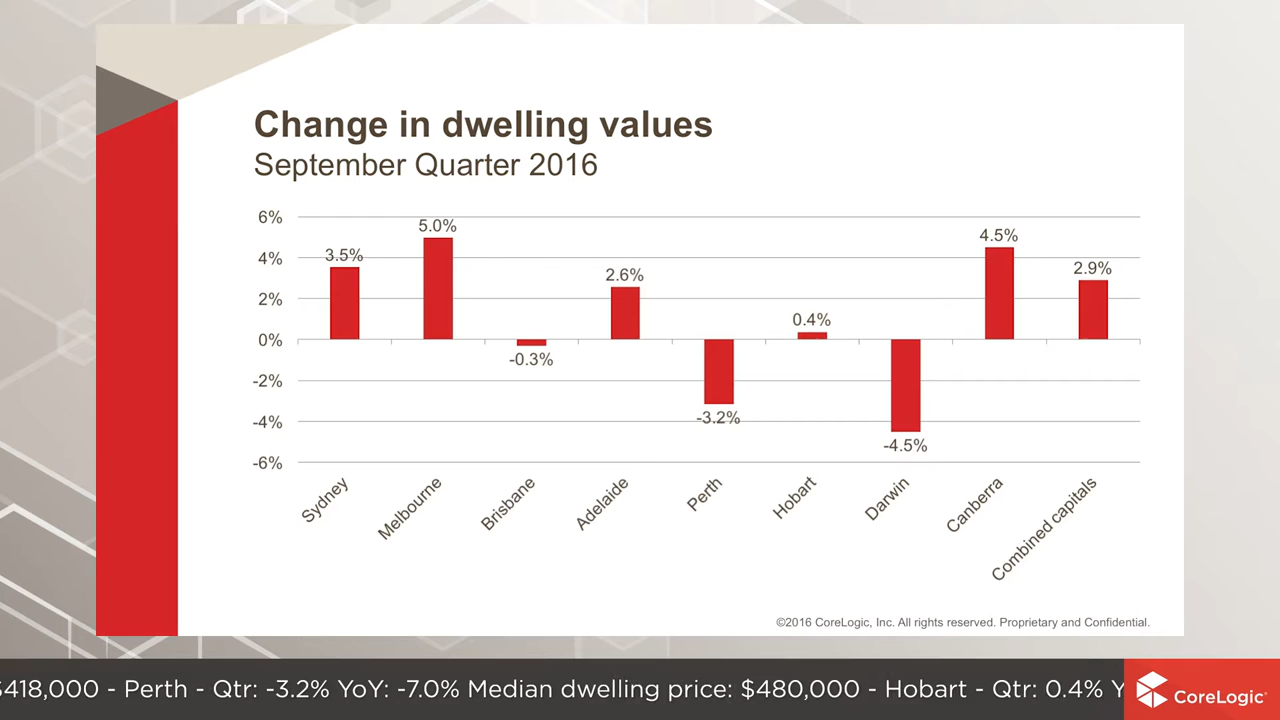 Change in dwelling values
September Quarter 2016
6%
4%
2%
0%
-2%
-4%
-6%
3.5%
5.0%
-0.3%
2.6%
-3.2%
0.4%
-4.5%
4.5%
2.9%
Sydney
Melbourne
Brisbane
Adelaide
Perth
Hobart
Darwin
Canberra
Combined capitals
©2016 CoreLogic, Inc. All rights reserved. Proprietary and Confidential.
$418,000 - Perth - Qtr: -3.2% YoY: -7.0% Median dwelling price: $480,000 - Hobart - Qtr: 0.4% Y
CoreLogic